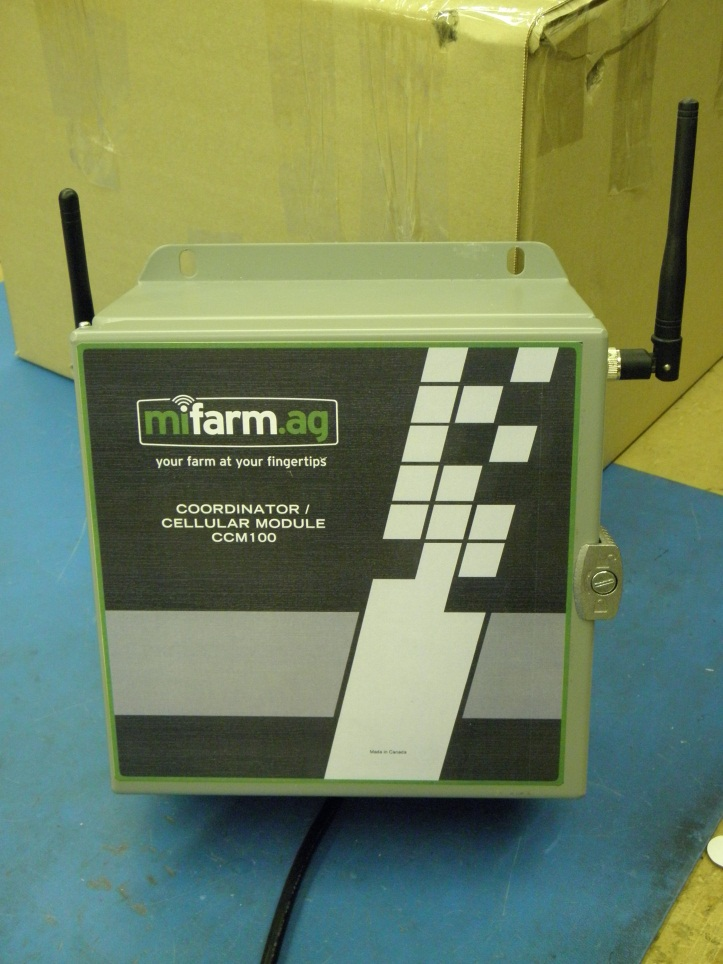 mifarm.ag
your farm at your fingertips
COORDINATOR /
CELLULAR MODULE
CCM100
Made in Canada